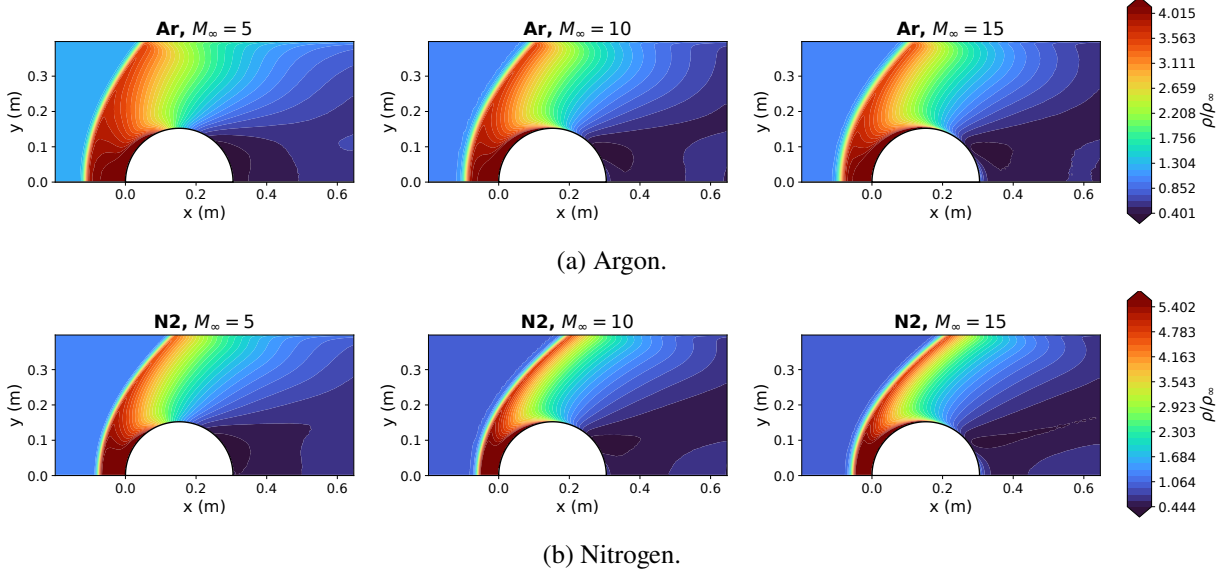 Ar, M∞ = 5
Ar, M∞ = 10
Ar, M∞ = 15
y (m)
0.3
0.2
0.1
0.0
0.0 0.2 0.4 0.6
x (m)
y (m)
0.3
0.2
0.1
0.0
0.0 0.2 0.4 0.6
x (m)
y (m)
0.3
0.2
0.1
0.0
0.0 0.2 0.4 0.6
x (m)
4.015
3.563
3.111
2.659
2.208
1.756
1.304
0.852
0.401
ρ/ρ∞
(a) Argon.
N2, M∞ = 5
N2, M∞ = 10
N2, M∞ = 15
y (m)
0.3
0.2
0.1
0.0
0.0 0.2 0.4 0.6
x (m)
y (m)
0.3
0.2
0.1
0.0
0.0 0.2 0.4 0.6
x (m)
y (m)
0.3
0.2
0.1
0.0
0.0 0.2 0.4 0.6
x (m)
5.402
4.783
4.163
3.543
2.923
2.303
1.684
1.064
0.444
ρ/ρ∞
(b) Nitrogen.